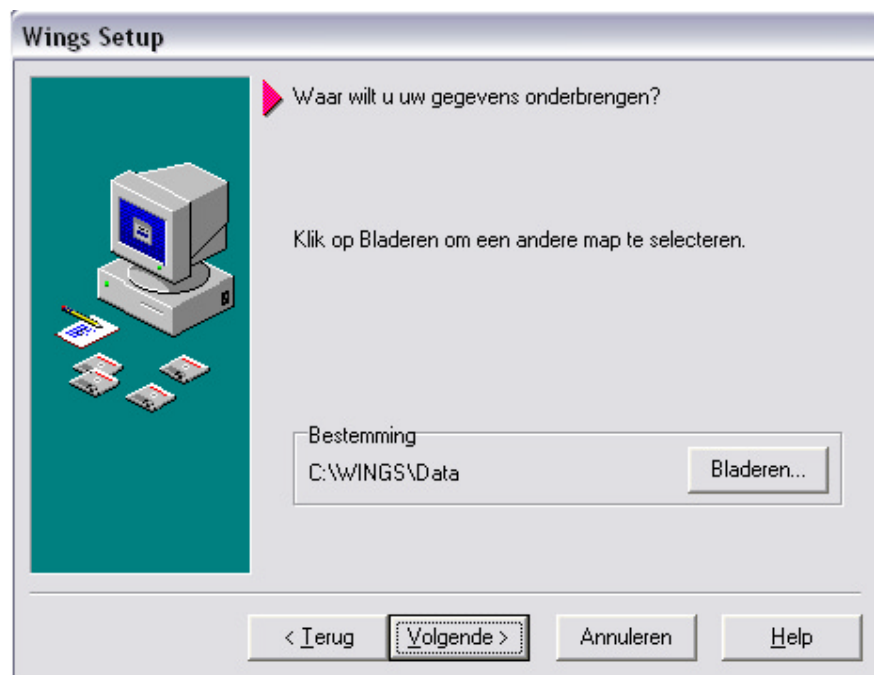 Wings Setup
Waar wilt u uw gegevens onderbrengen?
Klik op Bladeren om een andere map te selecteren.
Bestemming
C:\WINGS\Data
Bladeren...
< Terug
Volgende >
Annuleren
Help